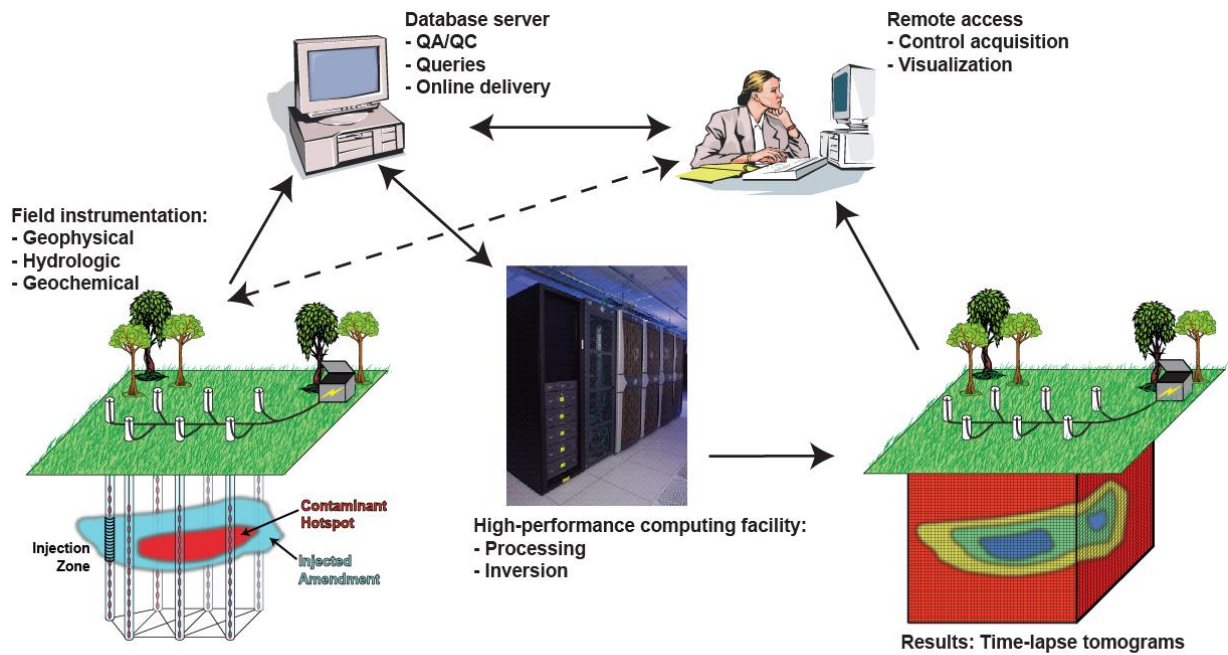 Database server
- QA/QC
- Queries
- Online delivery
Remote access
- Control acquisition
- Visualization
Field instrumentation:
- Geophysical
- Hydrologic
- Geochemical
Contaminant
Hotspot
Injection
Zone
Injected
Amendment
High-performance computing facility:
- Processing
- Inversion
Results: Time-lapse tomograms